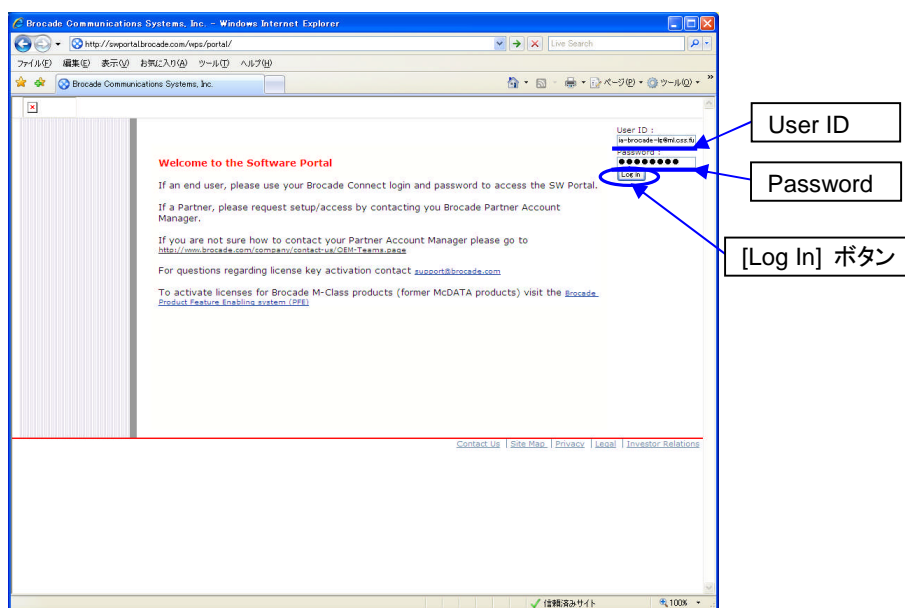 Brocade Communications Systems, Inc. - Windows Internet Explorer
http://swportal.brocade.com/wps/portal/
Live Search
ファイル(F) 編集(E) 表示(V) お気に入り(A) ツール(T) ヘルプ(H)
Brocade Communications Systems, Inc.
ページ(P) ツール(O)
User ID :
ia-brocade-ls@ml.css.fu
Password :
Log in
User ID
Password
[Log In] ボタン
Welcome to the Software Portal
If an end user, please use your Brocade Connect login and password to access the SW Portal.
If a Partner, please request setup/access by contacting you Brocade Partner Account
Manager.
If you are not sure how to contact your Partner Account Manager please go to
http://www.brocade.com/company/contact-us/OEM-Teams.page
For questions regarding license key activation contact support@brocade.com
To activate licenses for Brocade M-Class products (former McDATA products) visit the Brocade
Product Feature Enabling system (PFE)
Contact Us | Site Map | Privacy | Legal | Investor Relations
信頼済みサイト
100%